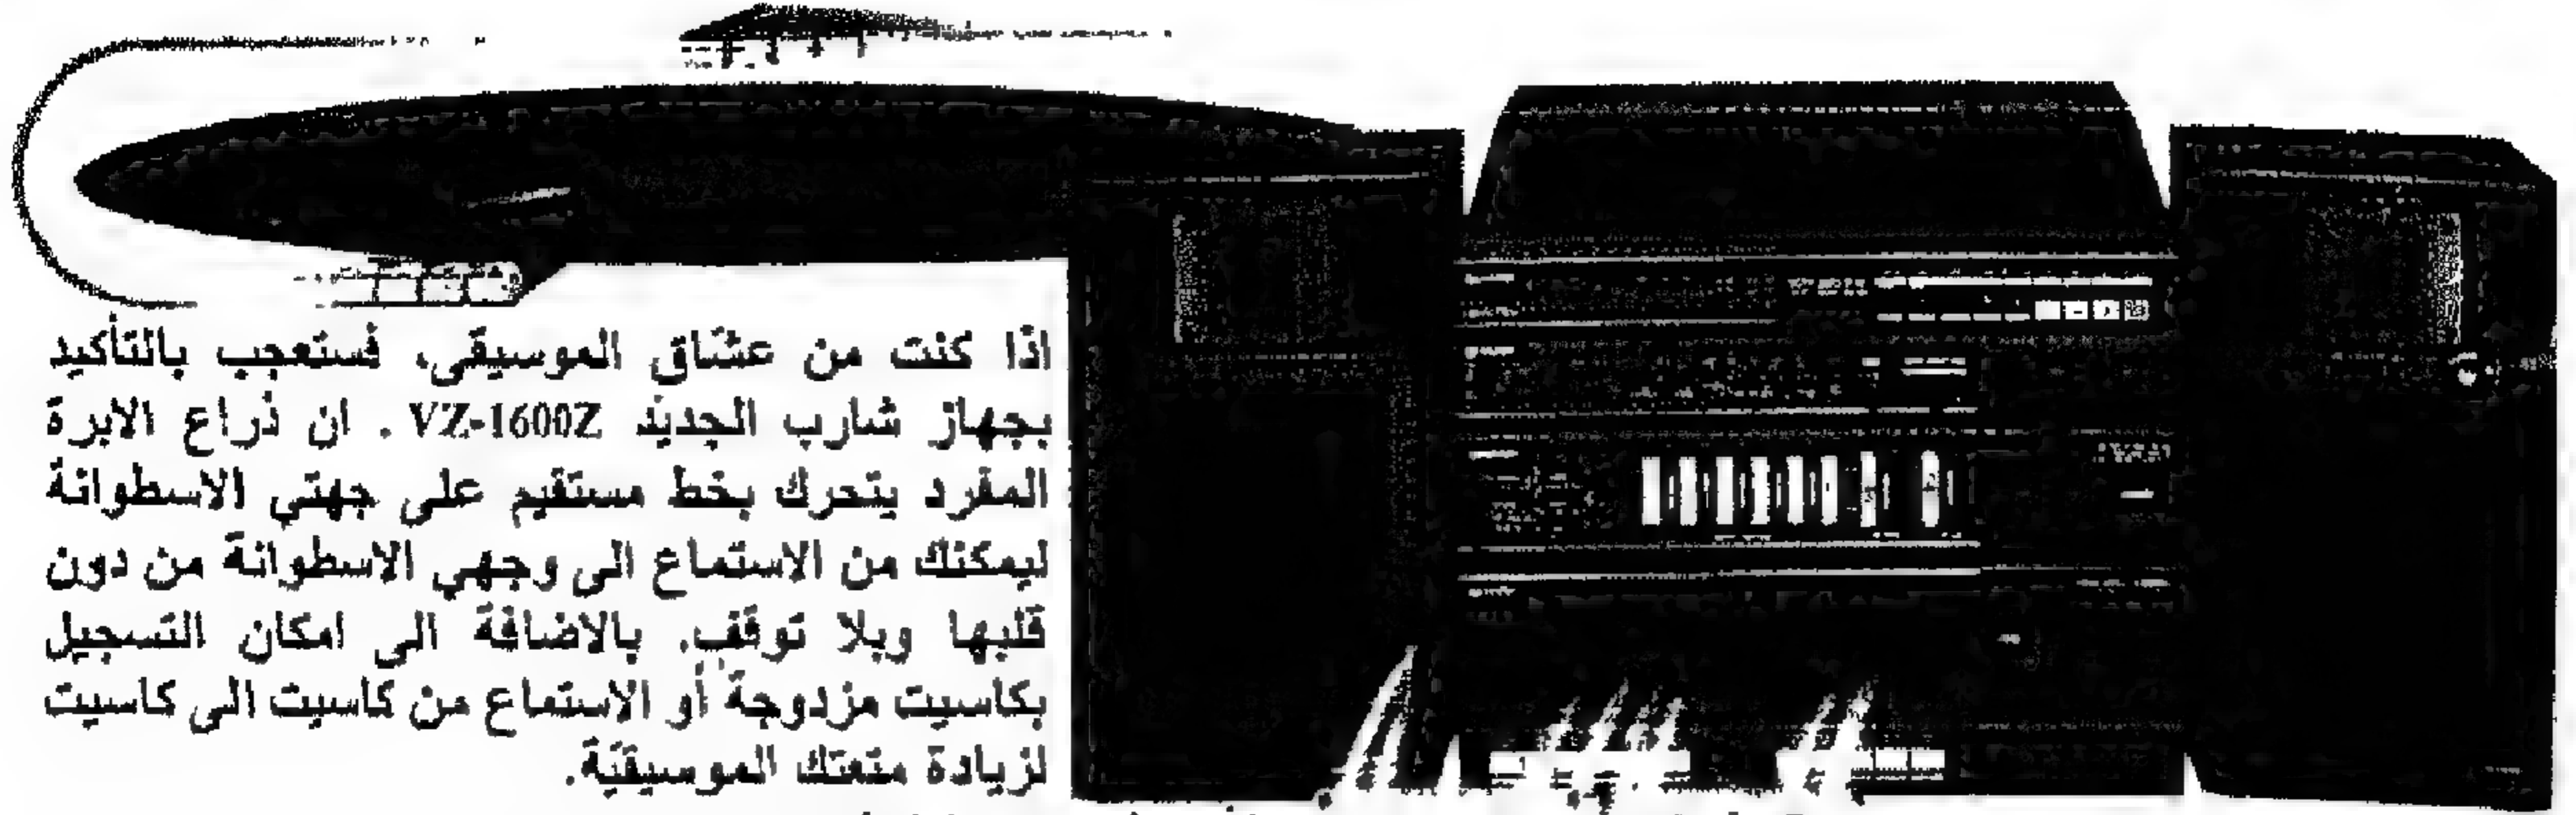 اذا كنت من عشاق الموسيقى، فستعجب بالتأكيد
بجهاز شارب الجديد VZ-1600Z . ان ذراع الابرة
المفرد يتحرك بخط مستقيم على جهتي الاسطوانة
ليمكنك من الاستماع الى وجهي الاسطوانة من دون
قلبها وبلا توقف. بالاضافة الى امكان التسجيل
بكاسيت مزدوجة أو الاستماع من كاسيت الى كاسيت
لزيادة متعتك الموسيقية.